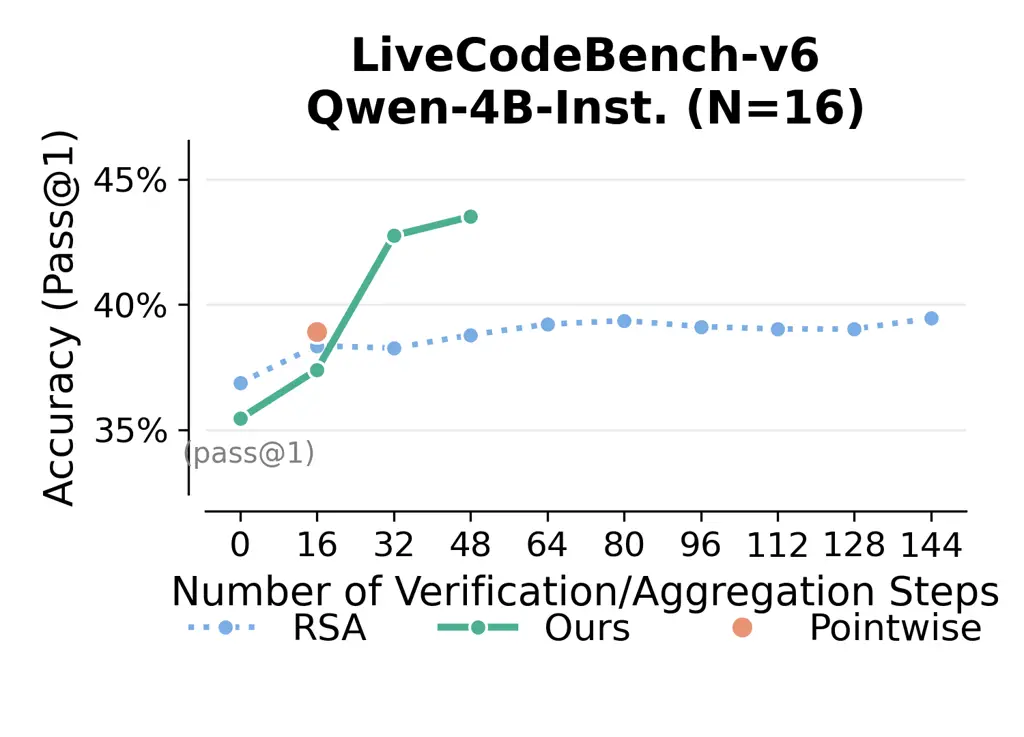 LiveCodeBench-v6
Qwen-4B-Inst. (N=16)
Accuracy (Pass@1)
45%
40%
35%
(pass@1)
0 16 32 48 64 80 96 112 128 144
Number of Verification/Aggregation Steps
RSA Ours Pointwise